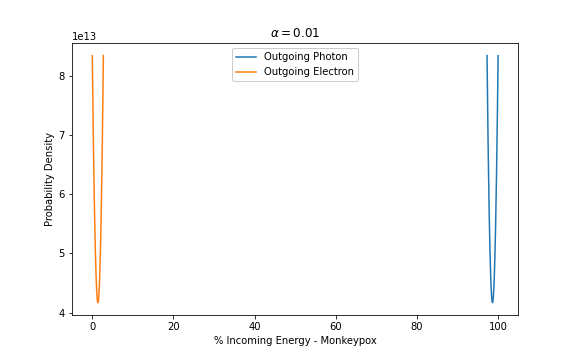 α = 0.01
1e13
Outgoing Photon
Outgoing Electron
8
7
6
5
4
Probability Density
0 20 40 60 80 100
% Incoming Energy - Monkeypox